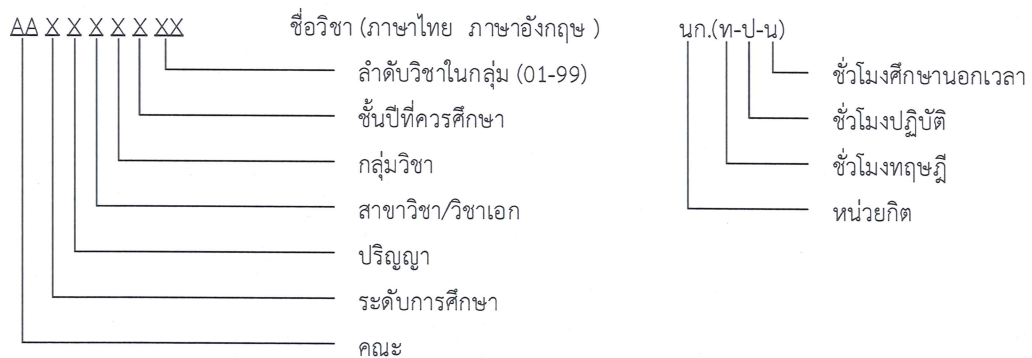 AA X X X X X XX ชื่อวิชา (ภาษาไทย ภาษาอังกฤษ ) นก.(ท-ป-น)
ลำดับวิชาในกลุ่ม (01-99) ชั่วโมงศึกษานอกเวลา
ชั้นปีที่ควรศึกษา ชั่วโมงปฏิบัติ
กลุ่มวิชา ชั่วโมงทฤษฎี
สาขาวิชา/วิชาเอก หน่วยกิต
ปริญญา
ระดับการศึกษา
คณะ